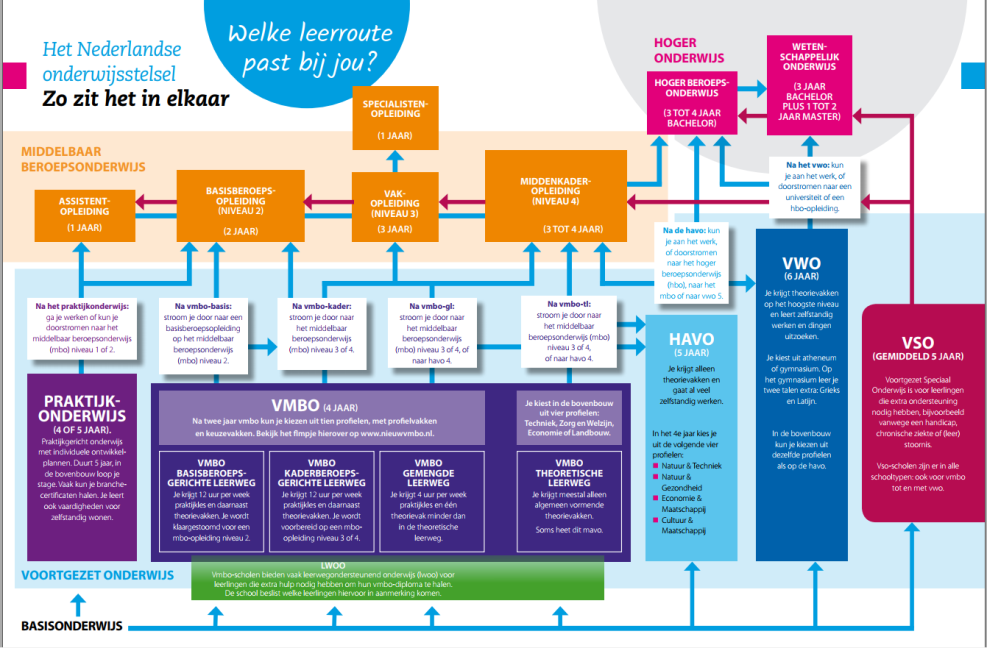 Het Nederlandse
onderwijsstelsel
Zo zit het in elkaar
Welke leerroute
past bij jou?
HOGER
ONDERWIJS
HOGER BEROEPS-
ONDERWIJS
(3 TOT 4 JAAR
BACHELOR)
WETEN-
SCHAPPELIJK
ONDERWIJS
(3 JAAR
BACHELOR
PLUS 1 TOT 2
JAAR MASTER)
SPECIALISTEN-
OPLEIDING
(1 JAAR)
MIDDELBAAR
BEROEPSONDERWIJS
ASSISTENT-
OPLEIDING
(1 JAAR)
BASISBEROEPS-
OPLEIDING
(NIVEAU 2)
(2 JAAR)
VAK-
OPLEIDING
(NIVEAU 3)
(3 JAAR)
MIDDENKADER-
OPLEIDING
(NIVEAU 4)
(3 TOT 4 JAAR)
Na het vwo: kun
je aan het werk, of
doorstromen naar een
universiteit of een
hbo-opleiding.
Na de havo: kun
je aan het werk,
of doorstromen
naar het hoger
beroepsonderwijs
(hbo), naar het
mbo of naar vwo 5.
Na het praktijkonderwijs:
ga je werken of kun je
doorstromen naar het
middelbaar beroepsonderwijs
(mbo) niveau 1 of 2.
Na vmbo-basis:
stroom je door naar een
basisberoepsopleiding
op het middelbaar
beroepsonderwijs
(mbo) niveau 2.
Na vmbo-kader:
stroom je door naar
het middelbaar
beroepsonderwijs
(mbo) niveau 3 of 4.
Na vmbo-gl:
stroom je door naar
het middelbaar
beroepsonderwijs
(mbo) niveau 3 of 4, of
naar havo 4.
Na vmbo-tl:
stroom je door naar
het middelbaar
beroepsonderwijs (mbo)
niveau 3 of 4,
of naar havo 4.
PRAKTIJK-
ONDERWIJS
(4 OF 5 JAAR).
Praktijkgericht onderwijs
met individuele ontwikkel-
plannen. Duurt 5 jaar, in
de bovenbouw loop je
stage. Vaak kun je branche-
certificaten halen. Je leert
ook vaardigheden voor
zelfstandig wonen.
VMBO (4 JAAR)
Na twee jaar vmbo kun je kiezen uit tien profielen, met profielvakken
en keuzevakken. Bekijk het fimpje hierover op www.nieuwvmbo.nl.
Je kiest in de bovenbouw
uit vier profielen:
Techniek, Zorg en Welzijn,
Economie of Landbouw.
VMBO
BASISBEROEPS-
GERICHTE LEERWEG
Je krijgt 12 uur per week
praktijkles en daarnaast
theorievakken. Je wordt
klaargestoomd voor een
mbo-opleiding niveau 2.
VMBO
KADERBEROEPS-
GERICHTE LEERWEG
Je krijgt 12 uur per week
praktijkles en daarnaast
theorievakken. Je wordt
voorbereid op een mbo-
opleiding niveau 3 of 4.
VMBO
GEMENGDE
LEERWEG
Je krijgt 4 uur per week
praktijkles en één
theorievak minder dan
in de theoretische
leerweg.
VMBO
THEORETISCHE
LEERWEG
Je krijgt meestal alleen
algemeen vormende
theorievakken.
Soms heet dit mavo.
HAVO
(5 JAAR)
Je krijgt alleen
theorievakken en
gaat al veel
zelfstandig werken.
In het 4e jaar kies je
uit de volgende vier
profielen:
Natuur & Techniek
Natuur &
Gezondheid
Economie &
Maatschappij
Cultuur &
Maatschappij
VWO
(6 JAAR)
Je krijgt theorievakken
op het hoogste niveau
en leert zelfstandig
werken en dingen
uitzoeken.
Je kiest uit atheneum
of gymnasium. Op
het gymnasium leer je
twee talen extra: Grieks
en Latijn.
In de bovenbouw
kun je kiezen uit
dezelfde profielen
als op de havo.
VSO
(GEMIDDELD 5 JAAR)
Voortgezet Speciaal
Onderwijs is voor leerlingen
die extra ondersteuning
nodig hebben, bijvoorbeeld
vanwege een handicap,
chronische ziekte of (leer)
stoornis.
Vso-scholen zijn er in alle
schooltypen: ook voor vmbo
tot en met vwo.
VOORTGEZET ONDERWIJS
LWOO
Vmbo-scholen bieden vaak leerwegondersteunend onderwijs (lwoo) voor
leerlingen die extra hulp nodig hebben om hun vmbo-diploma te halen.
De school beslist welke leerlingen hiervoor in aanmerking komen.
BASISONDERWIJS